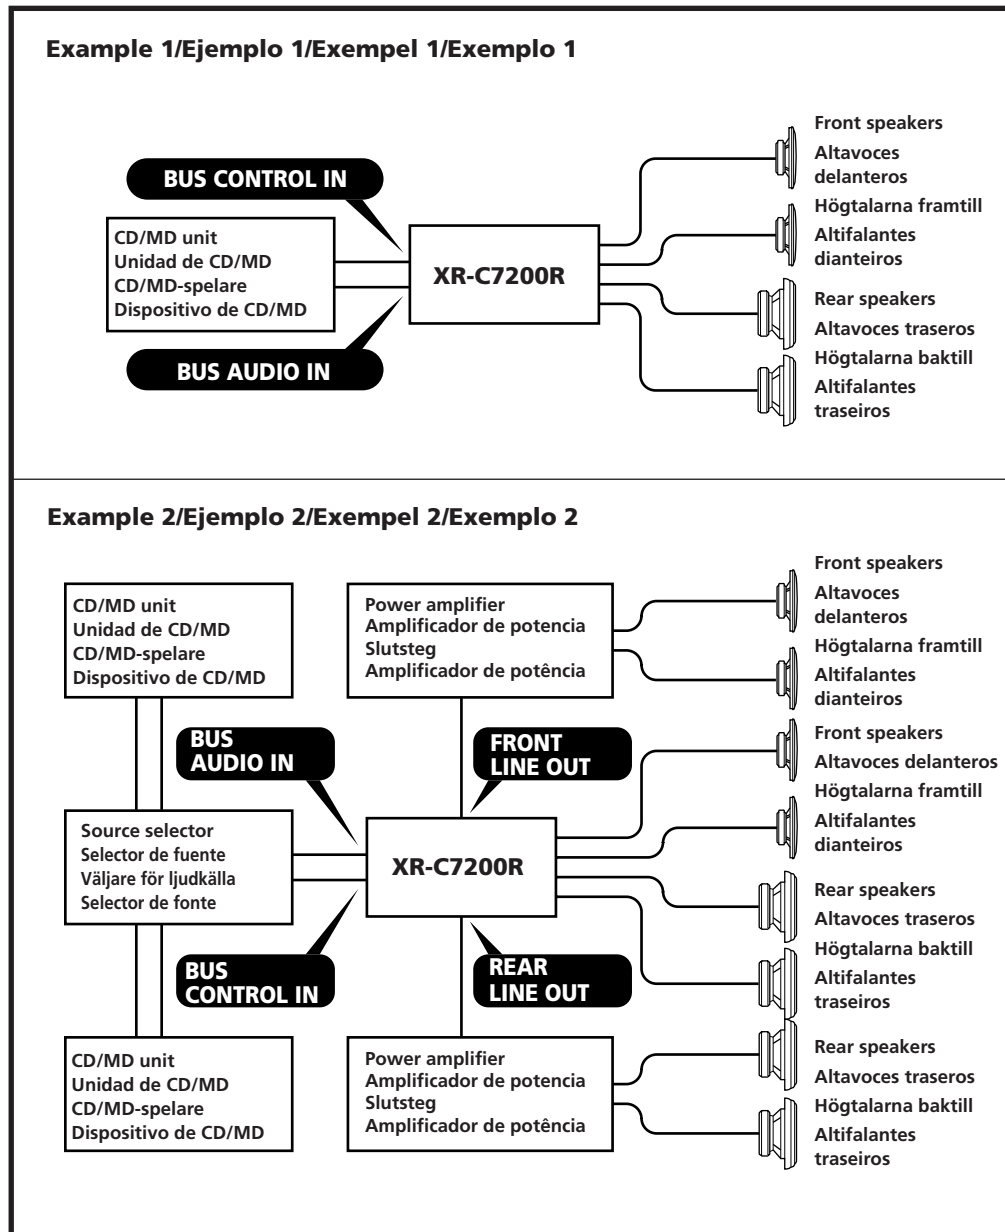 Example 1/Ejemplo 1/Exempel 1/Exemplo 1
BUS CONTROL IN
CD/MD unit
Unidad de CD/MD
CD/MD-spelare
Dispositivo de CD/MD
BUS AUDIO IN
XR-C7200R
Front speakers
Altavoces
delanteros
Högtalarna framtill
Altifalantes
dianteiros
Rear speakers
Altavoces traseros
Högtalarna baktill
Altifalantes
traseiros
Example 2/Ejemplo 2/Exempel 2/Exemplo 2
CD/MD unit
Unidad de CD/MD
CD/MD-spelare
Dispositivo de CD/MD
Power amplifier
Amplificador de potencia
Slutsteg
Amplificador de potência
Front speakers
Altavoces
delanteros
Högtalarna framtill
Altifalantes
dianteiros
BUS
AUDIO IN
FRONT
LINE OUT
Source selector
Selector de fuente
Väljare för ljudkälla
Selector de fonte
XR-C7200R
Front speakers
Altavoces delanteros
Högtalarna framtill
Altifalantes
dianteiros
Rear speakers
Altavoces traseros
Högtalarna baktill
Altifalantes
traseiros
BUS
CONTROL IN
REAR
LINE OUT
CD/MD unit
Unidad de CD/MD
CD/MD-spelare
Dispositivo de CD/MD
Power amplifier
Amplificador de potencia
Slutsteg
Amplificador de potência
Rear speakers
Altavoces traseros
Högtalarna baktill
Altifalantes
traseiros